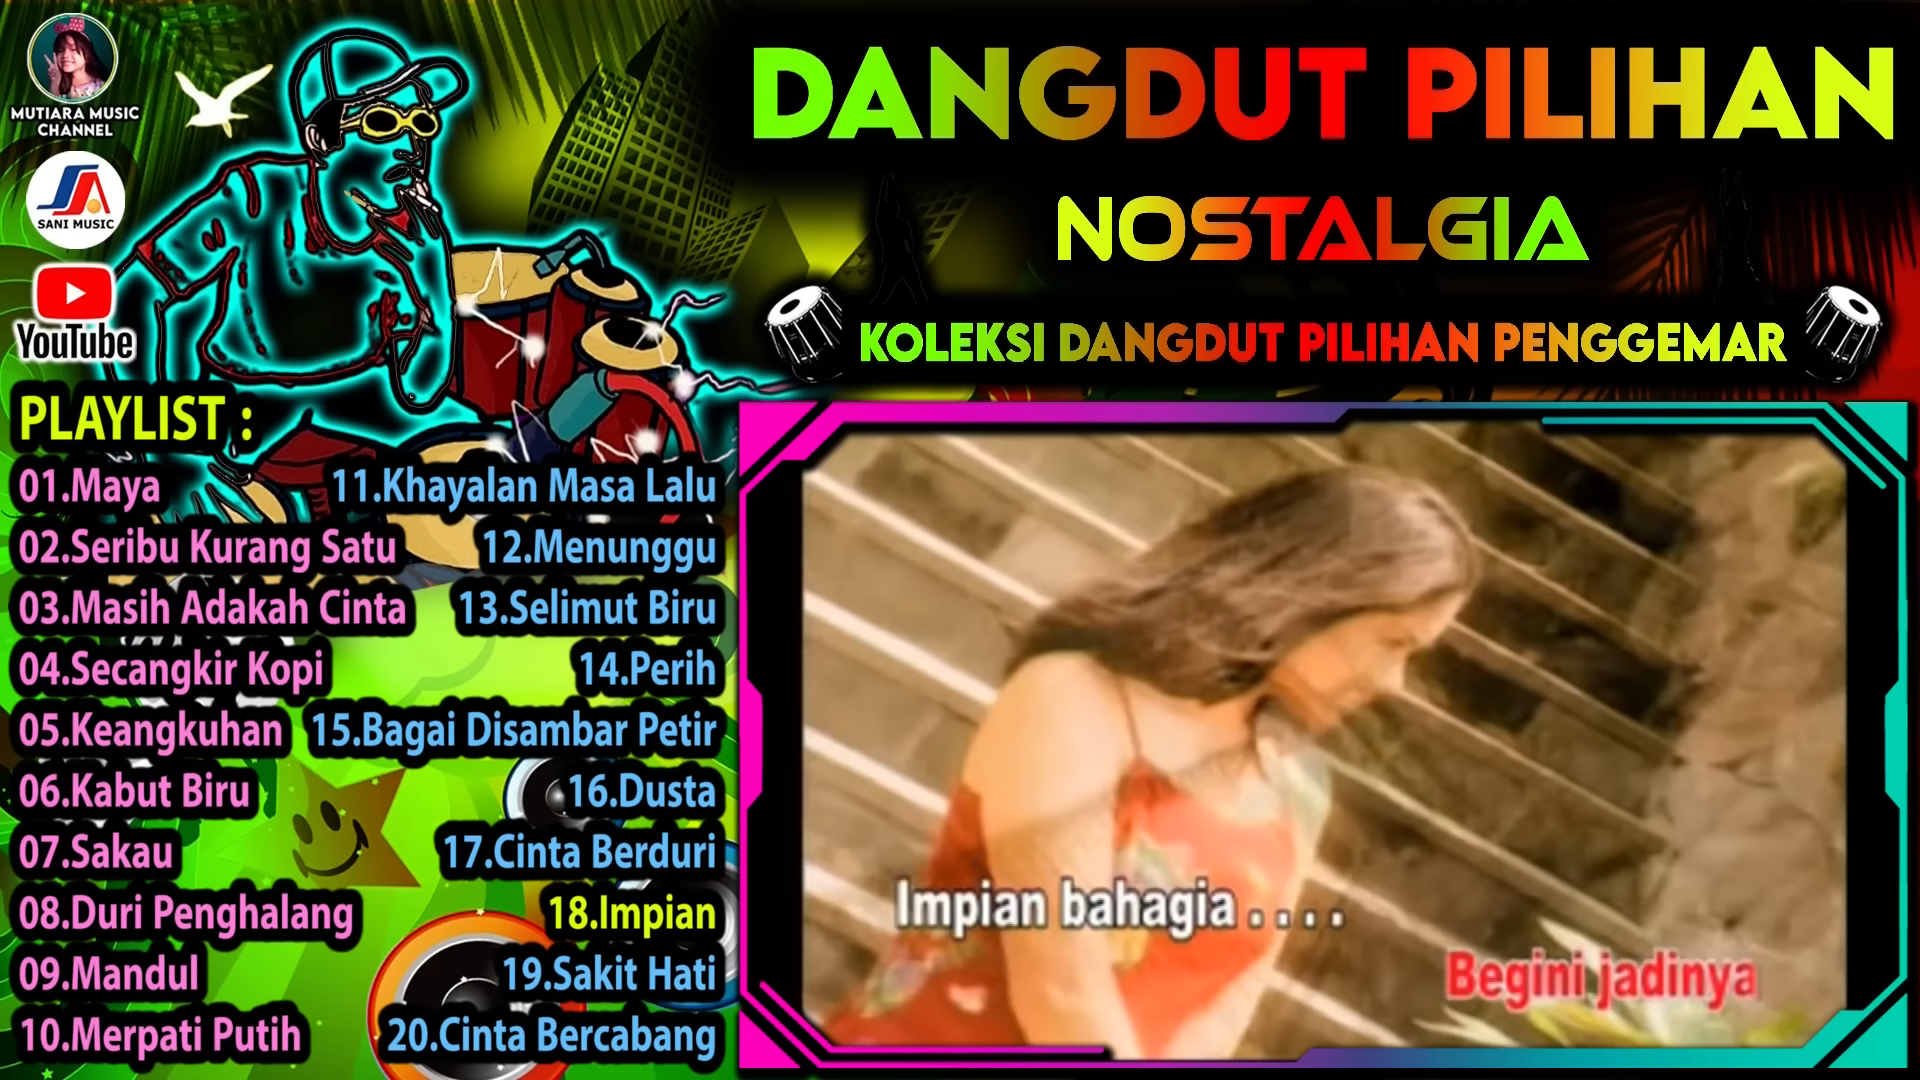 MUTIARA MUSIC
CHANNEL
SANI MUSIC
YouTube
DANGDUT PILIHAN
NOSTALGIA
KOLEKSI DANGDUT PILIHAN PENGGEMAR
PLAYLIST :
01.Maya
02.Seribu Kurang Satu
03.Masih Adakah Cinta
04.Secangkir Kopi
05.Keangkuhan
06.Kabut Biru
07.Sakau
08.Duri Penghalang
09.Mandul
10.Merpati Putih
11.Khayalan Masa Lalu
12.Menunggu
13.Selimut Biru
14.Perih
15.Bagai Disambar Petir
16.Dusta
17.Cinta Berduri
18.Impian
19.Sakit Hati
20.Cinta Bercabang
Impian bahagia . . . .
Begini jadinya